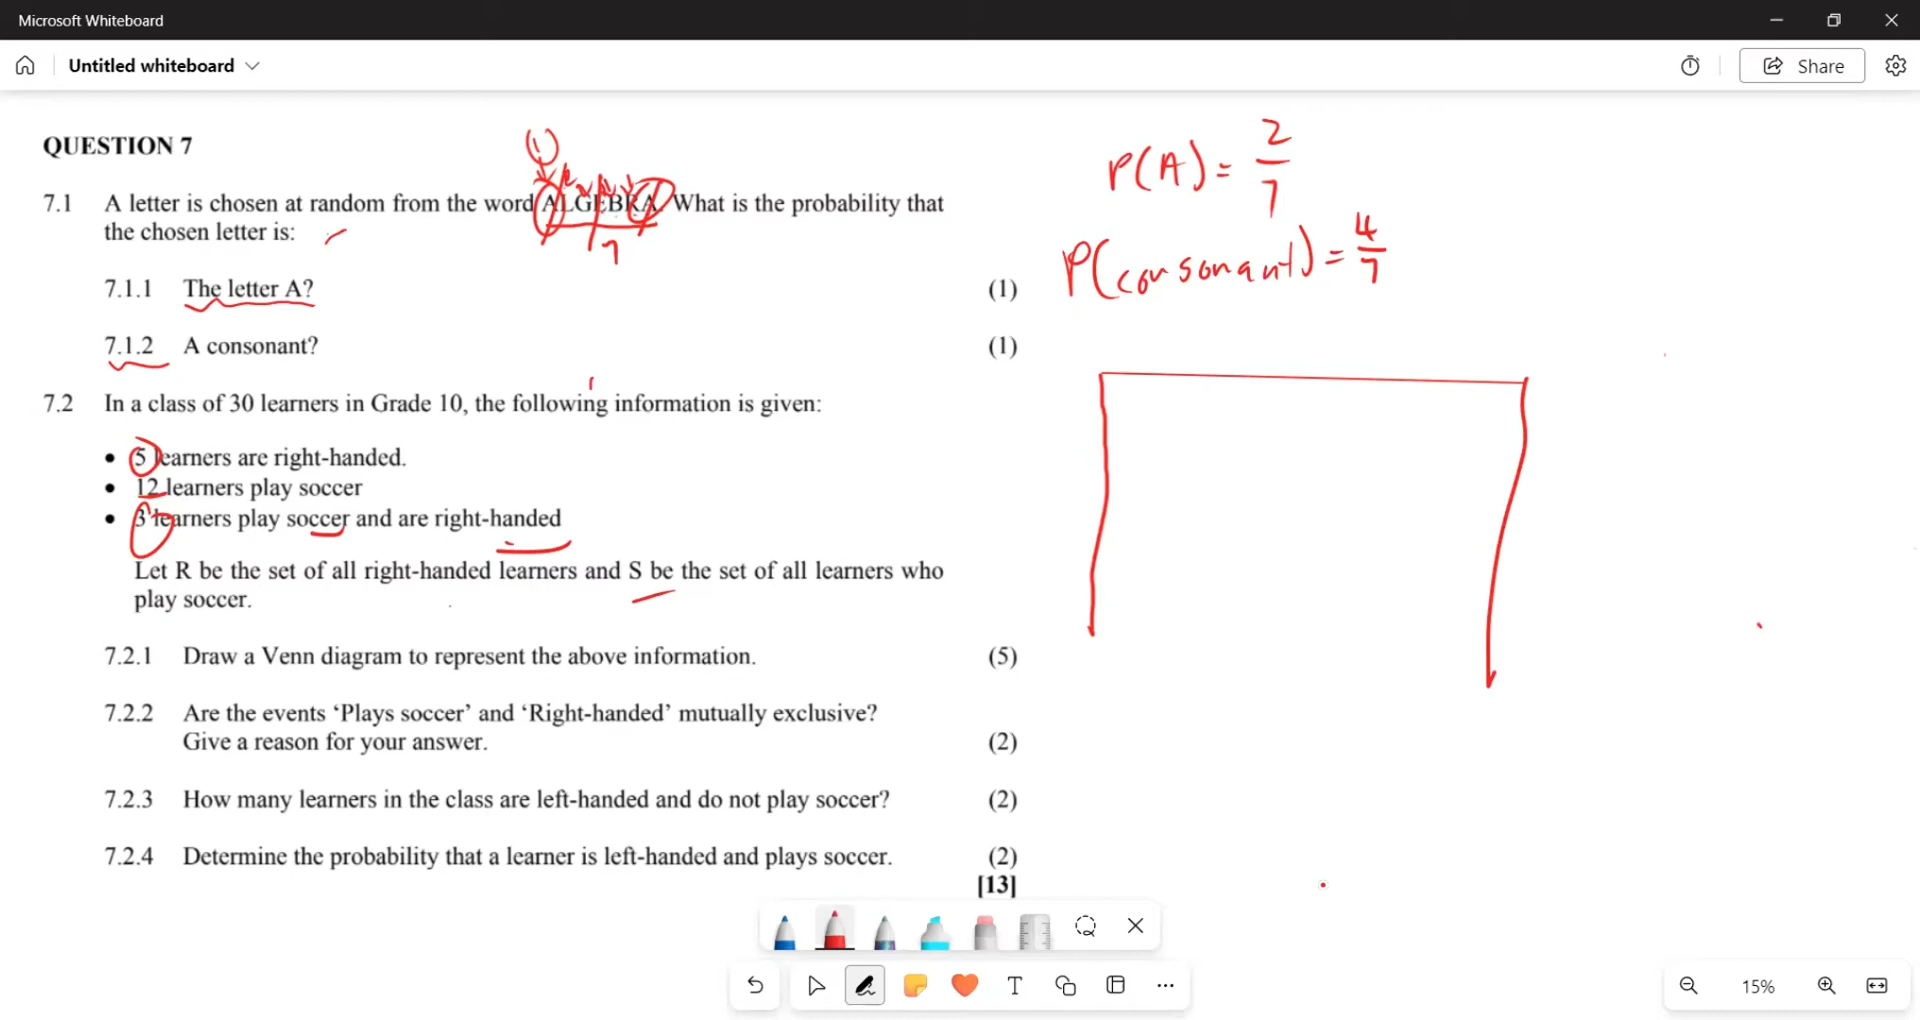 Microsoft Whiteboard
Untitled whiteboard
Share
QUESTION 7
7.1 A letter is chosen at random from the word ALGEBRA. What is the probability that
the chosen letter is:
7
7.1.1 The letter A? (1)
7.1.2 A consonant? (1)
7.2 In a class of 30 learners in Grade 10, the following information is given:
• 5 learners are right-handed.
• 12 learners play soccer
• 3 learners play soccer and are right-handed
Let R be the set of all right-handed learners and S be the set of all learners who
play soccer.
7.2.1 Draw a Venn diagram to represent the above information. (5)
7.2.2 Are the events ‘Plays soccer’ and ‘Right-handed’ mutually exclusive?
Give a reason for your answer. (2)
7.2.3 How many learners in the class are left-handed and do not play soccer? (2)
7.2.4 Determine the probability that a learner is left-handed and plays soccer. (2)
[13]
P(A) = 2/7
P(consonant) = 4/7
15%